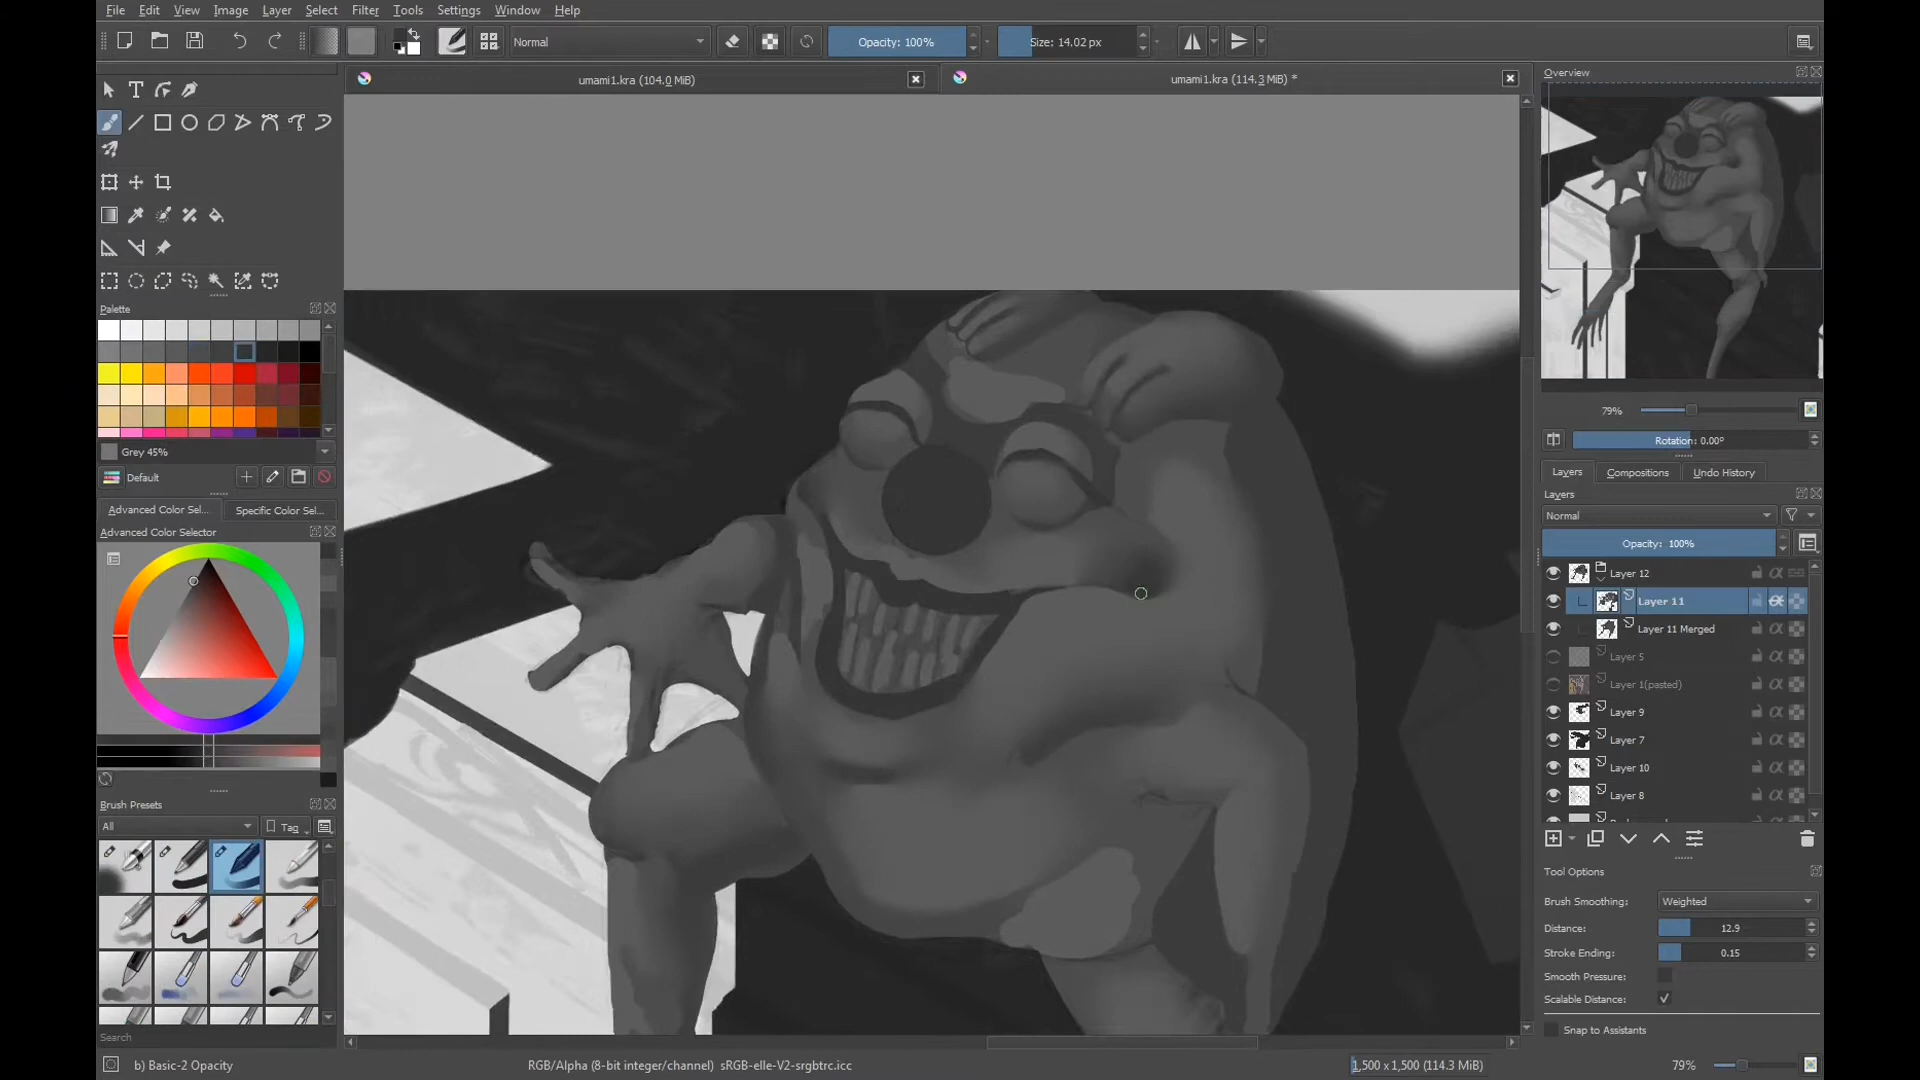 File Edit View Image Layer Select Filter Tools Settings Window Help
Normal
Opacity: 100%
Size: 14.02 px
umami1.kra (104.0 MiB)
umami1.kra (114.3 MiB) *
Overview
79%
Rotation: 0.00°
Palette
Grey 45%
Default
Advanced Color Sel...
Specific Color Sel...
Advanced Color Selector
Brush Presets
All
Tag
Search
Layers
Compositions
Undo History
Layers
Normal
Opacity: 100%
Layer 12
Layer 11
Layer 11 Merged
Layer 5
Layer 1(pasted)
Layer 9
Layer 7
Layer 10
Layer 8
Tool Options
Brush Smoothing: Weighted
Distance: 12.9
Stroke Ending: 0.15
Smooth Pressure:
Scalable Distance:
Snap to Assistants
b) Basic-2 Opacity
RGB/Alpha (8-bit integer/channel) sRGB-elle-V2-srgbtrc.icc
1,500 x 1,500 (114.3 MiB)
79%